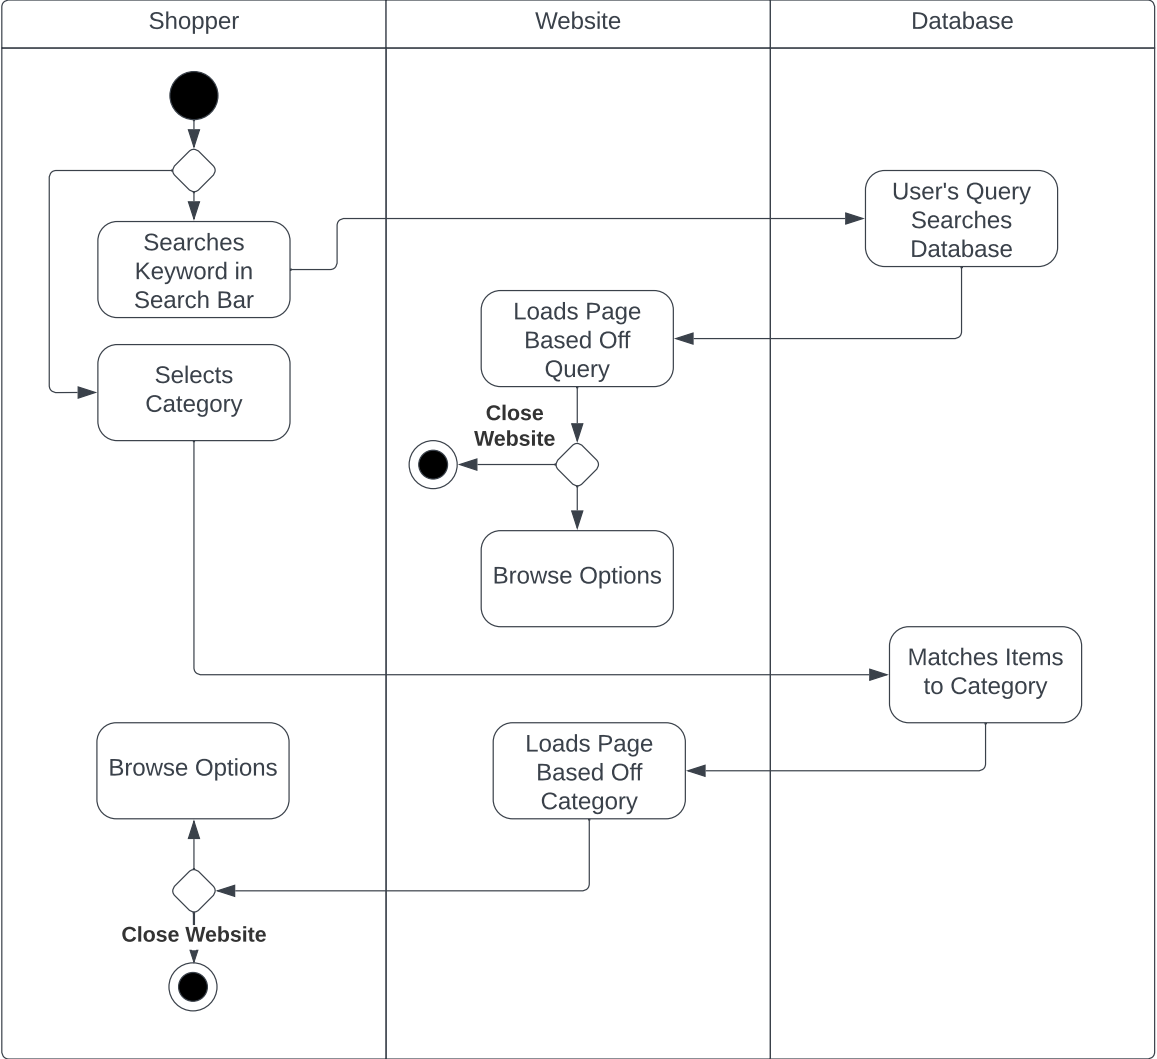 Shopper
Website
Database
User's Query
Searches
Database
Searches
Keyword in
Search Bar
Loads Page
Based Off
Query
Selects
Category
Close
Website
Browse Options
Matches Items
to Category
Loads Page
Based Off
Category
Browse Options
Close Website